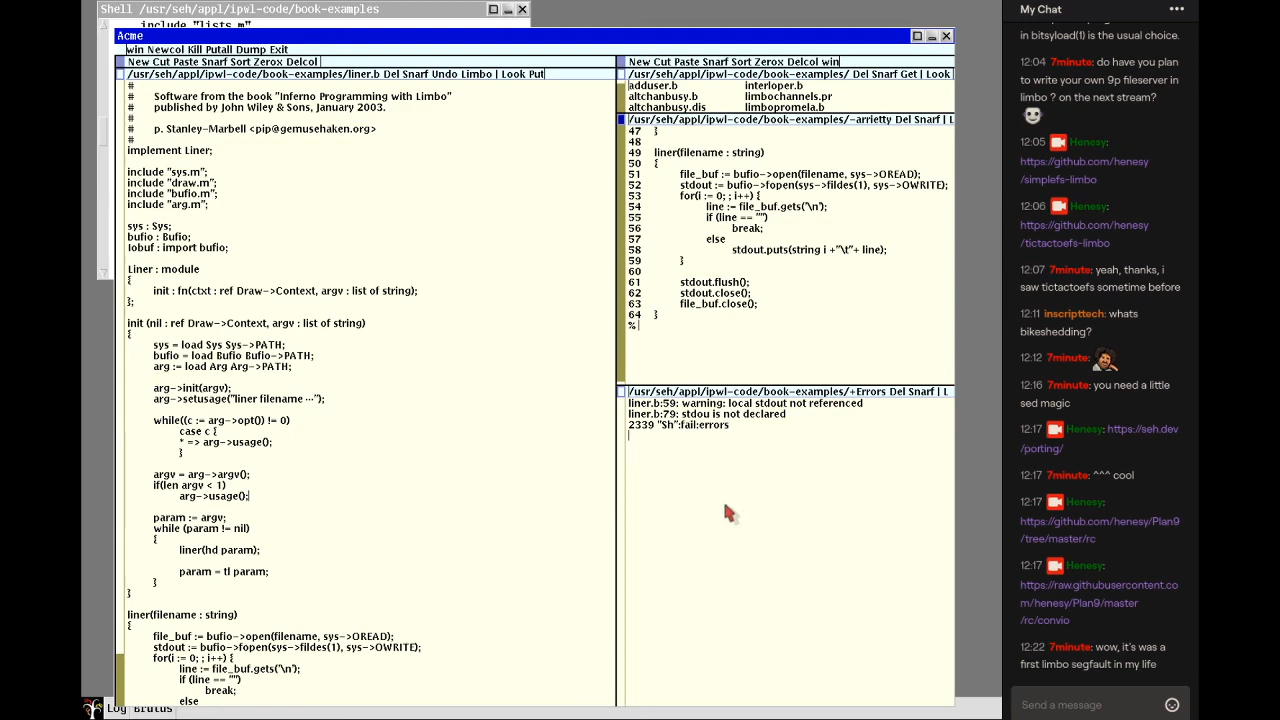 Shell /usr/seh/appl/ipwl-code/book-examples
include "lists.m"
Acme
win Newcol Kill Putall Dump Exit
New Cut Paste Snarf Sort Zerox Delcol
/usr/seh/appl/ipwl-code/book-examples/liner.b Del Snarf Undo Limbo | Look Put
#
# Software from the book "Inferno Programming with Limbo"
# published by John Wiley & Sons, January 2003.
#
# p. Stanley-Marbell <pip@gemusehaken.org>
#
implement Liner;
include "sys.m";
include "draw.m";
include "bufio.m";
include "arg.m";
sys : Sys;
bufio : Bufio;
Iobuf : import bufio;
Liner : module
{
init : fn(ctxt : ref Draw->Context, argv : list of string);
};
init (nil : ref Draw->Context, argv : list of string)
{
sys = load Sys Sys->PATH;
bufio = load Bufio Bufio->PATH;
arg := load Arg Arg->PATH;
arg->init(argv);
arg->setusage("liner filename ...");
while((c := arg->opt()) != 0)
case c {
* => arg->usage();
}
argv = arg->argv();
if(len argv < 1)
arg->usage();
param := argv;
while (param != nil)
{
liner(hd param);
param = tl param;
}
}
liner(filename : string)
{
file_buf := bufio->open(filename, sys->OREAD);
stdout := bufio->fopen(sys->fildes(1), sys->OWRITE);
for(i := 0; ; i++) {
line := file_buf.gets('\n');
if (line == "")
break;
else
New Cut Paste Snarf Sort Zerox Delcol win
/usr/seh/appl/ipwl-code/book-examples/ Del Snarf Get | Look
adduser.b interloper.b
altchanbusy.b limbochannels.pr
altchanbusy.dis limbopromela.b
/usr/seh/appl/ipwl-code/book-examples/-arrietty Del Snarf | L
47 }
48
49 liner(filename : string)
50 {
51 file_buf := bufio->open(filename, sys->OREAD);
52 stdout := bufio->fopen(sys->fildes(1), sys->OWRITE);
53 for(i := 0; ; i++) {
54 line := file_buf.gets('\n');
55 if (line == "")
56 break;
57 else
58 stdout.puts(string i +"\t"+ line);
59 }
60
61 stdout.flush();
62 stdout.close();
63 file_buf.close();
64 }
%
/usr/seh/appl/ipwl-code/book-examples/+Errors Del Snarf | L
liner.b:59: warning: local stdout not referenced
liner.b:79: stdou is not declared
2339 "Sh":fail:errors
Log Brutus
My Chat
in bitsyload(1) is the usual choice.
12:04 7minute: do have you plan
to write your own 9p fileserver in
limbo ? on the next stream?
12:05 Henesy:
https://github.com/henesy
/simplefs-limbo
12:06 Henesy:
https://github.com/henesy
/tictactoefs-limbo
12:07 7minute: yeah, thanks, i
saw tictactoefs sometime before
12:11 inscripttech: whats
bikeshedding?
12:12 7minute:
12:16 7minute: you need a little
sed magic
12:17 Henesy: https://seh.dev
/porting/
12:17 7minute: ^^^ cool
12:17 Henesy:
https://github.com/henesy/Plan9
/tree/master/rc
12:17 Henesy:
https://raw.githubusercontent.co
m/henesy/Plan9/master
/rc/convio
12:22 7minute: wow, it's was a
first limbo segfault in my life
Send a message